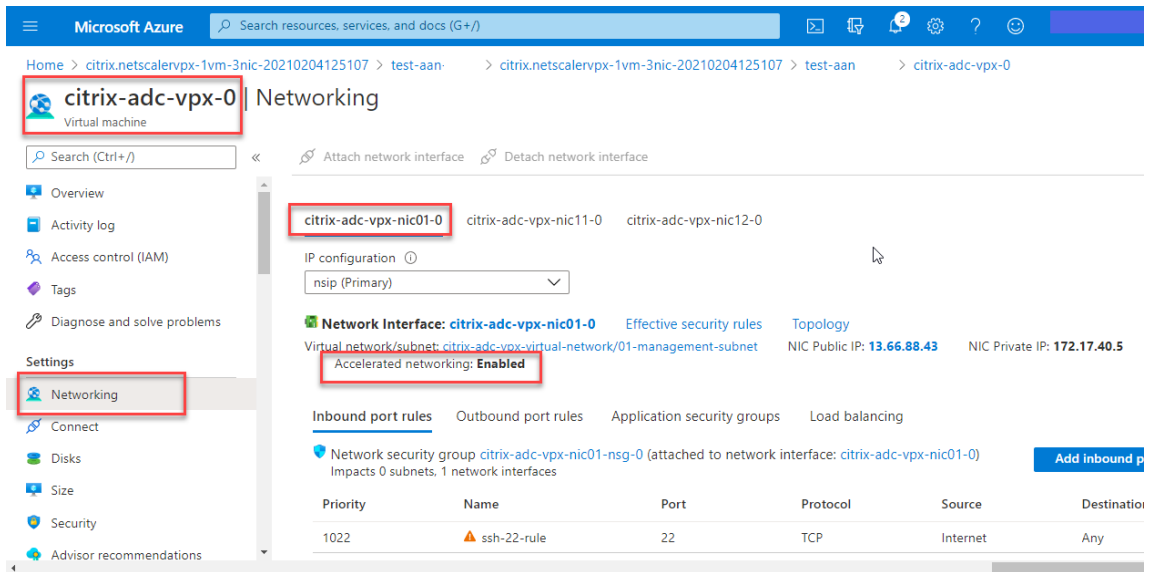 Microsoft Azure
Search resources, services, and docs (G+/)
2
Home > citrix.netscalervpx-1vm-3nic-20210204125107 > test-aan > citrix.netscalervpx-1vm-3nic-20210204125107 > test-aan > citrix-adc-vpx-0
citrix-adc-vpx-0 | Networking
Virtual machine
Search (Ctrl+/)
«
Attach network interface
Detach network interface
Overview
Activity log
Access control (IAM)
Tags
Diagnose and solve problems
Settings
Networking
Connect
Disks
Size
Security
Advisor recommendations
citrix-adc-vpx-nic01-0 citrix-adc-vpx-nic11-0 citrix-adc-vpx-nic12-0
IP configuration
nsip (Primary)
Network Interface: citrix-adc-vpx-nic01-0 Effective security rules Topology
Virtual network/subnet: citrix-adc-vpx-virtual-network/01-management-subnet NIC Public IP: 13.66.88.43 NIC Private IP: 172.17.40.5
Accelerated networking: Enabled
Inbound port rules Outbound port rules Application security groups Load balancing
Network security group citrix-adc-vpx-nic01-nsg-0 (attached to network interface: citrix-adc-vpx-nic01-0)
Impacts 0 subnets, 1 network interfaces
Add inbound p
Priority Name Port Protocol Source Destination
1022 ssh-22-rule 22 TCP Internet Any